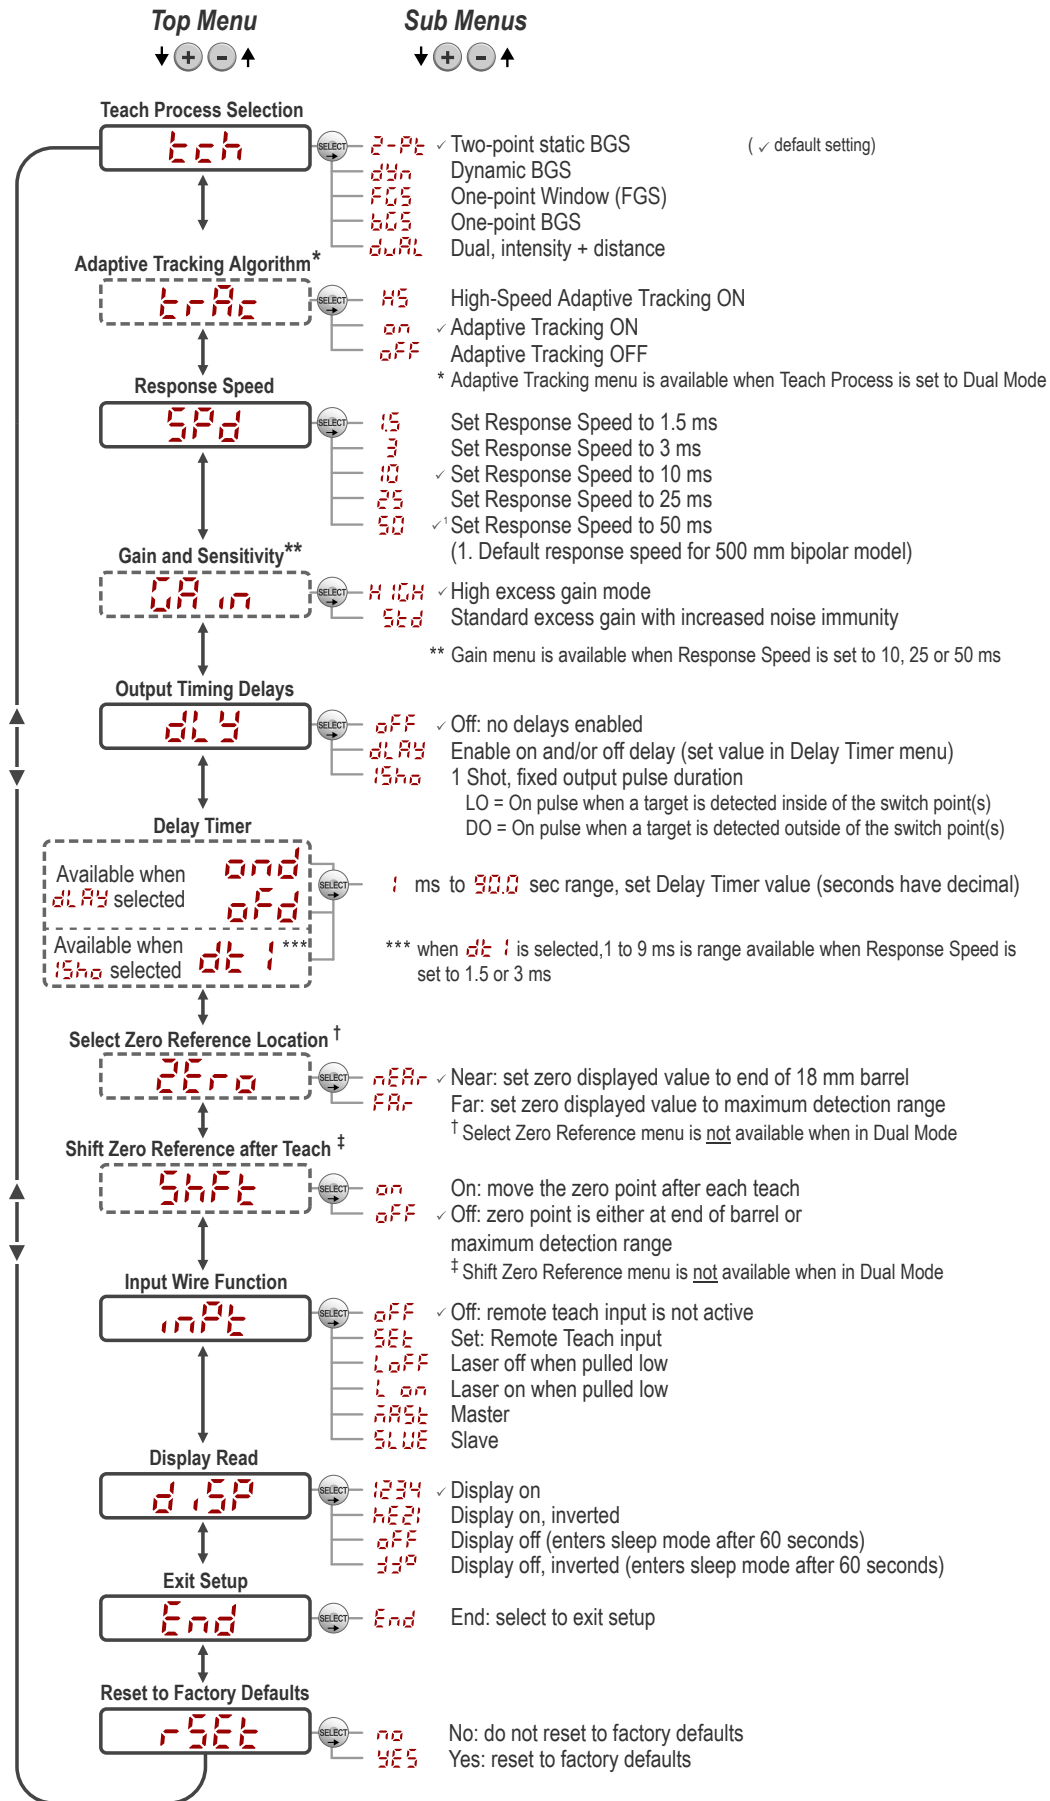 Top Menu Sub Menus
+ - + -
Teach Process Selection
tch SELECT 2-Pt ✓ Two-point static BGS ( ✓ default setting)
dYn Dynamic BGS
FGS One-point Window (FGS)
bGS One-point BGS
duAL Dual, intensity + distance
Adaptive Tracking Algorithm*
trAc SELECT HS High-Speed Adaptive Tracking ON
on ✓ Adaptive Tracking ON
oFF Adaptive Tracking OFF
* Adaptive Tracking menu is available when Teach Process is set to Dual Mode
Response Speed
SPd SELECT 1.5 Set Response Speed to 1.5 ms
3 Set Response Speed to 3 ms
10 ✓ Set Response Speed to 10 ms
25 Set Response Speed to 25 ms
50 ✓¹ Set Response Speed to 50 ms
(1. Default response speed for 500 mm bipolar model)
Gain and Sensitivity**
GAin SELECT HIGH ✓ High excess gain mode
Std Standard excess gain with increased noise immunity
** Gain menu is available when Response Speed is set to 10, 25 or 50 ms
Output Timing Delays
dLY SELECT oFF ✓ Off: no delays enabled
dLAY Enable on and/or off delay (set value in Delay Timer menu)
1Sho 1 Shot, fixed output pulse duration
LO = On pulse when a target is detected inside of the switch point(s)
DO = On pulse when a target is detected outside of the switch point(s)
Delay Timer
Available when dLAY selected ond oFd SELECT 1 ms to 90.0 sec range, set Delay Timer value (seconds have decimal)
Available when 1Sho selected dt 1 *** *** when dt 1 is selected,1 to 9 ms is range available when Response Speed is
set to 1.5 or 3 ms
Select Zero Reference Location †
ZEro SELECT nEAr ✓ Near: set zero displayed value to end of 18 mm barrel
FAr Far: set zero displayed value to maximum detection range
† Select Zero Reference menu is not available when in Dual Mode
Shift Zero Reference after Teach ‡
ShFt SELECT on On: move the zero point after each teach
oFF ✓ Off: zero point is either at end of barrel or
maximum detection range
‡ Shift Zero Reference menu is not available when in Dual Mode
Input Wire Function
inPt SELECT oFF ✓ Off: remote teach input is not active
SEt Set: Remote Teach input
LoFF Laser off when pulled low
L on Laser on when pulled low
nASt Master
SLUE Slave
Display Read
diSP SELECT 1234 ✓ Display on
hEZ1 Display on, inverted
oFF Display off (enters sleep mode after 60 seconds)
Display off, inverted (enters sleep mode after 60 seconds)
Exit Setup
End SELECT End End: select to exit setup
Reset to Factory Defaults
rSEt SELECT no No: do not reset to factory defaults
YES Yes: reset to factory defaults